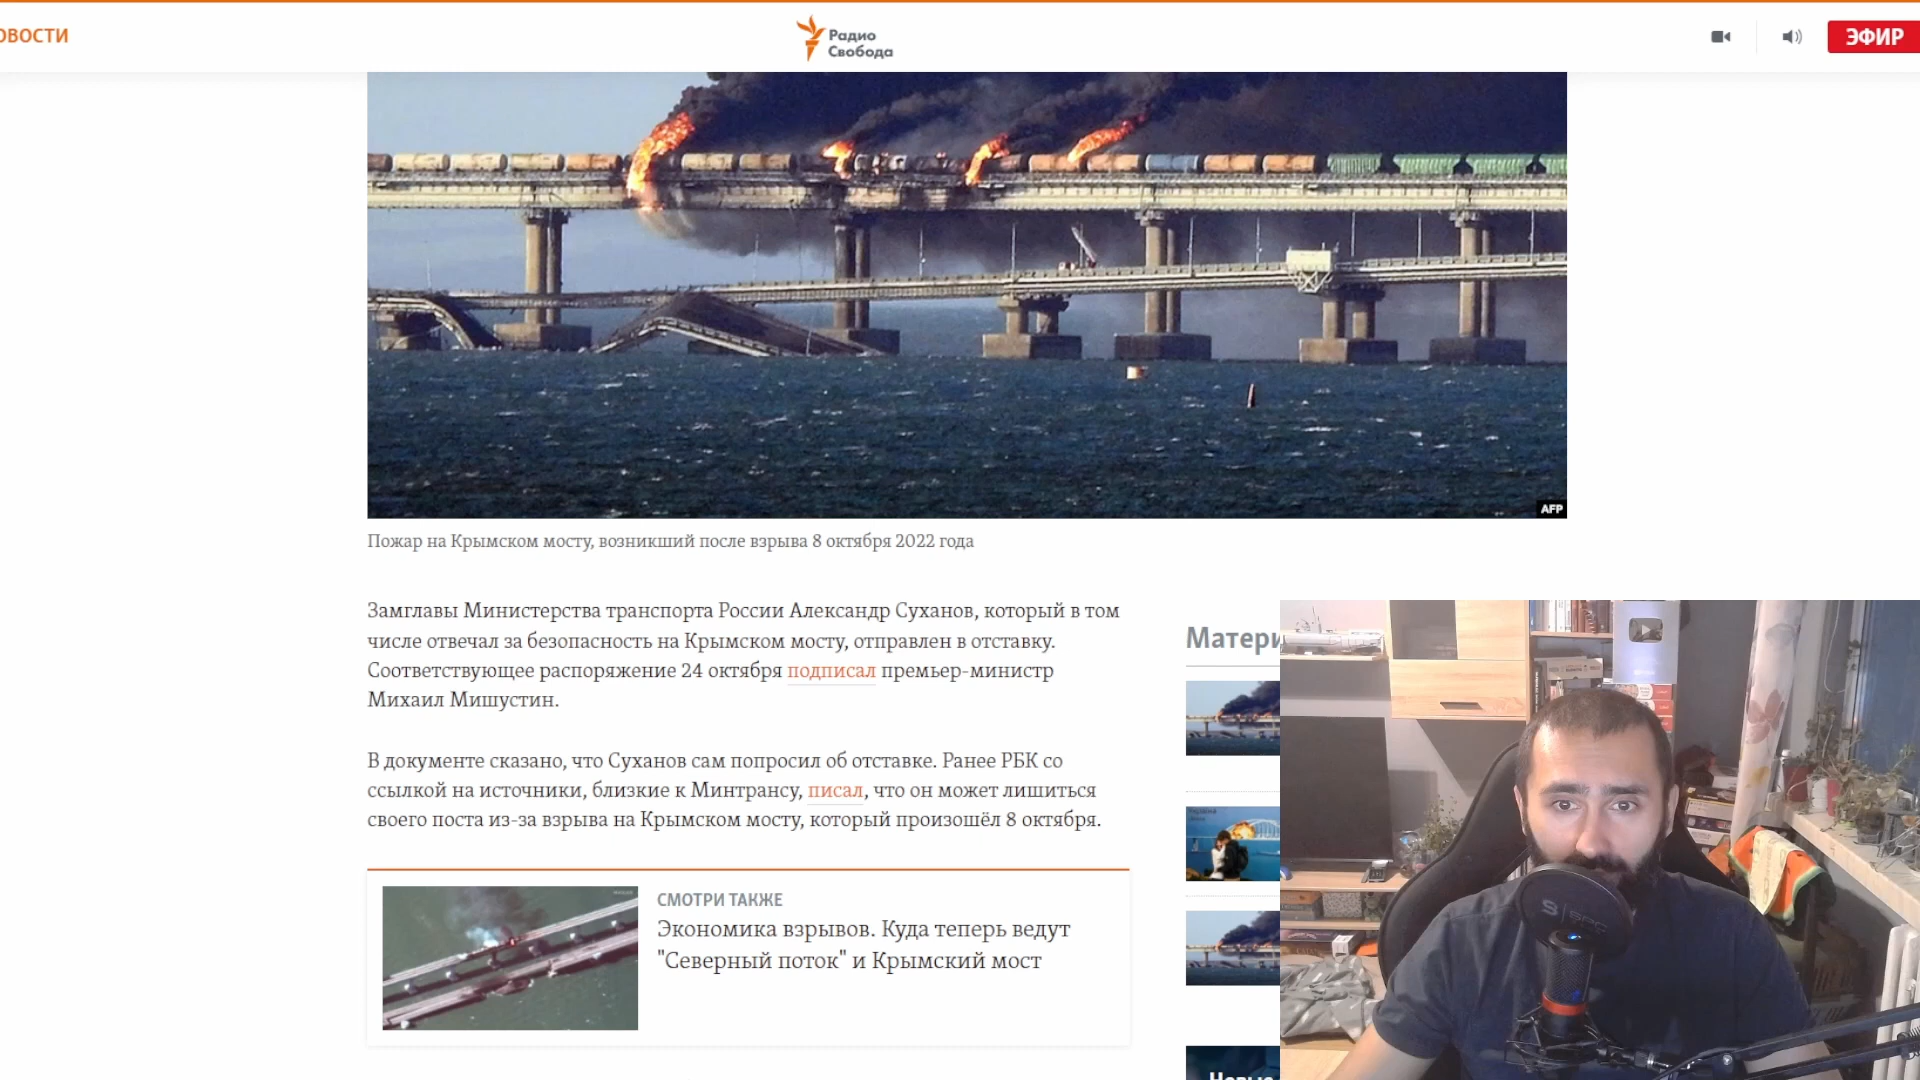 ОВОСТИ
Радио
Свобода
ЭФИР
AFP
Пожар на Крымском мосту, возникший после взрыва 8 октября 2022 года
Замглавы Министерства транспорта России Александр Суханов, который в том
числе отвечал за безопасность на Крымском мосту, отправлен в отставку.
Соответствующее распоряжение 24 октября подписал премьер-министр
Михаил Мишустин.
В документе сказано, что Суханов сам попросил об отставке. Ранее РБК со
ссылкой на источники, близкие к Минтрансу, писал, что он может лишиться
своего поста из-за взрыва на Крымском мосту, который произошёл 8 октября.
СМОТРИ ТАКЖЕ
Экономика взрывов. Куда теперь ведут
"Северный поток" и Крымский мост
Матери